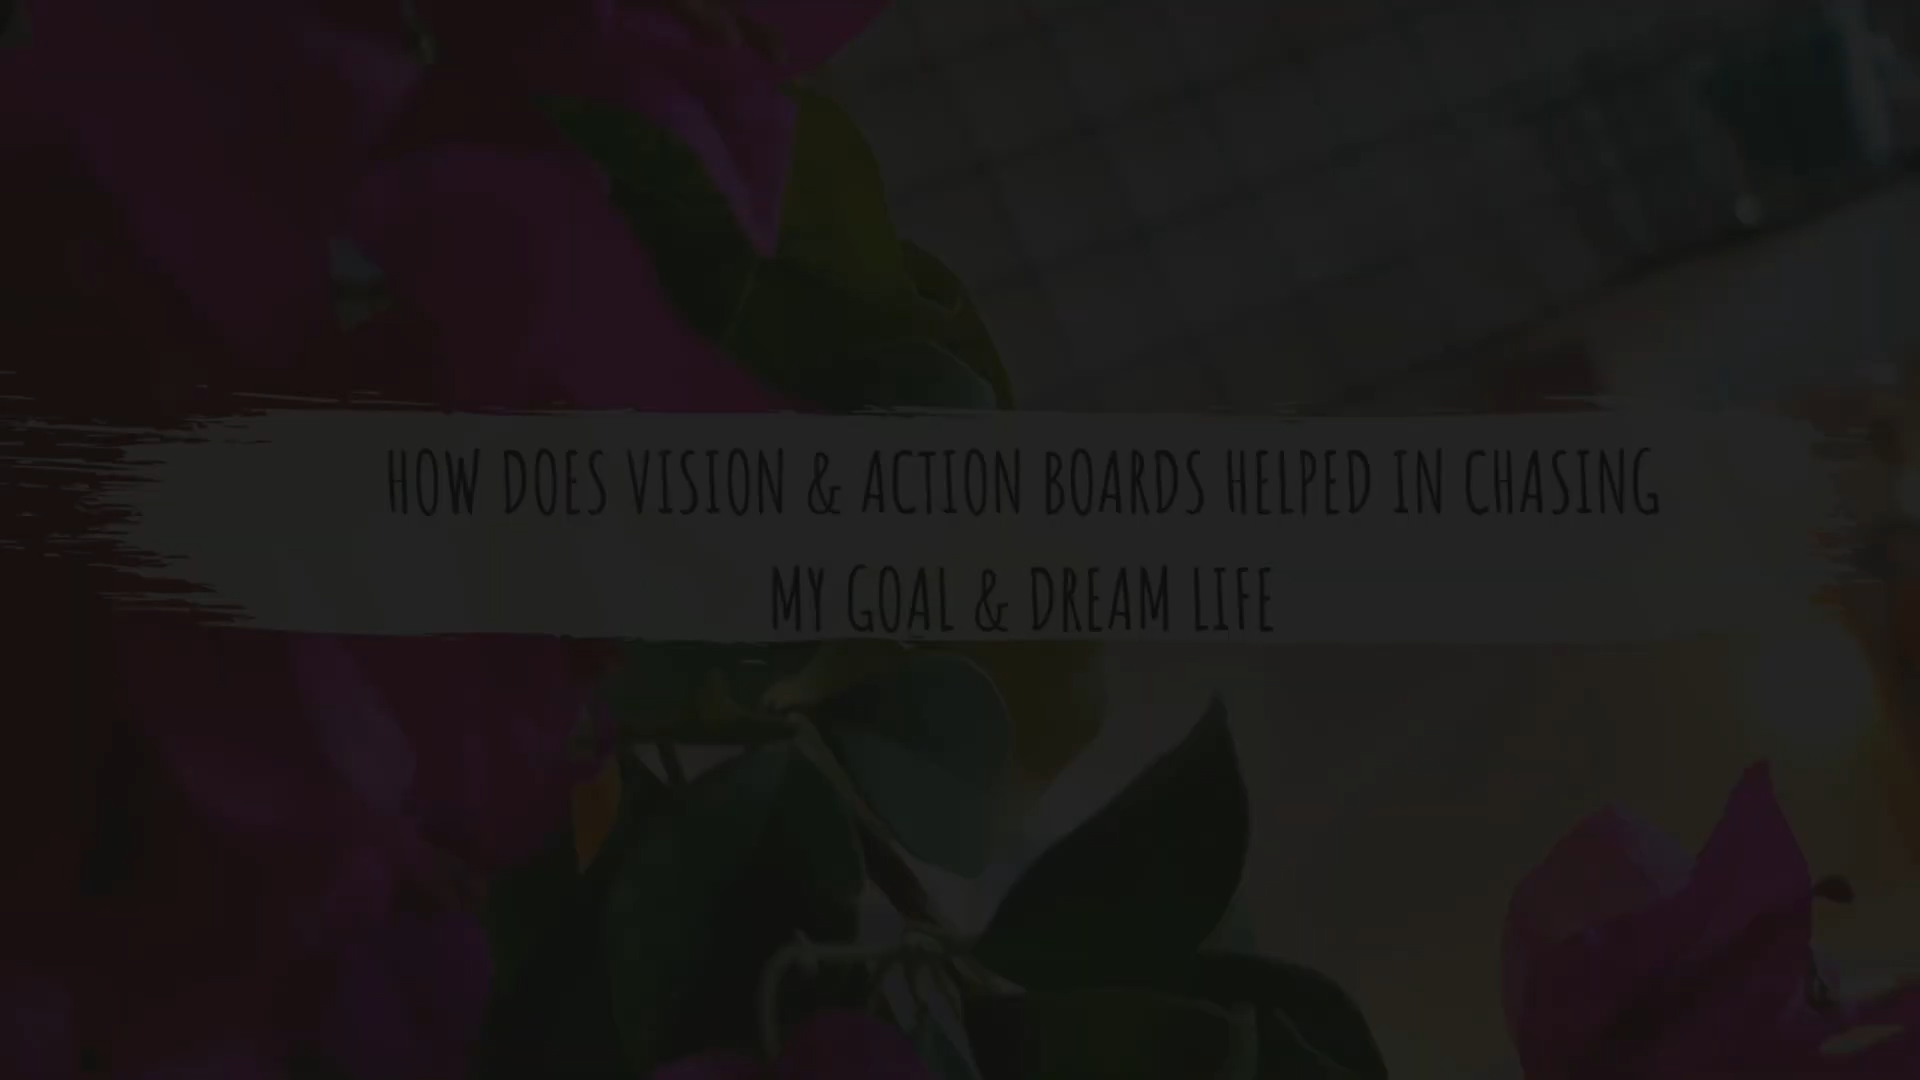 HOW DOES VISION & ACTION BOARDS HELPED IN CHASING
MY GOAL & DREAM LIFE